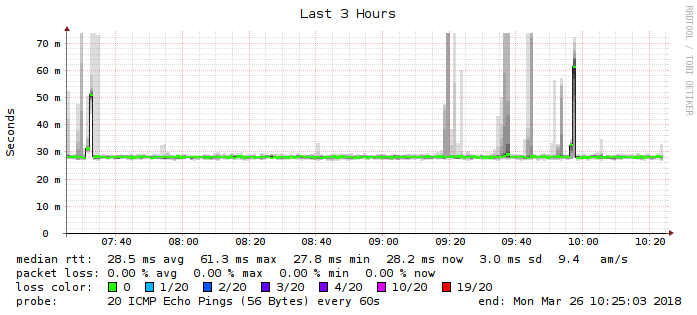 Last 3 Hours
RRDTOOL / TOBI OETIKER
Seconds
70 m
60 m
50 m
40 m
30 m
20 m
10 m
0
07:40 08:00 08:20 08:40 09:00 09:20 09:40 10:00 10:20
median rtt: 28.5 ms avg 61.3 ms max 27.8 ms min 28.2 ms now 3.0 ms sd 9.4 am/s
packet loss: 0.00 % avg 0.00 % max 0.00 % min 0.00 % now
loss color: 0 1/20 2/20 3/20 4/20 10/20 19/20
probe: 20 ICMP Echo Pings (56 Bytes) every 60s end: Mon Mar 26 10:25:03 2018